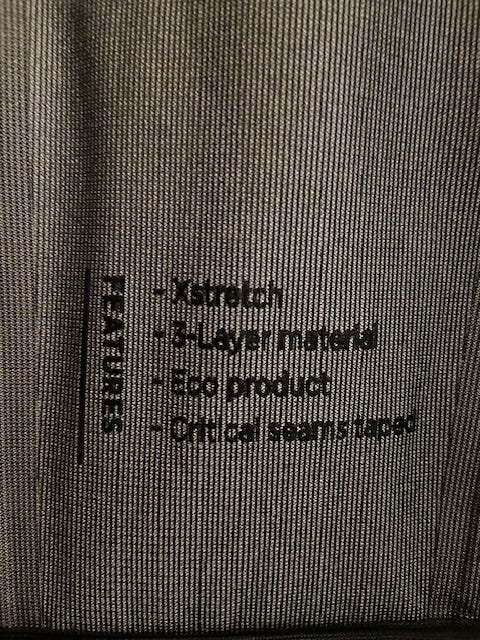 FEATURES
- Xstretch
- 3-Layer material
- Eco product
- Critical seams taped